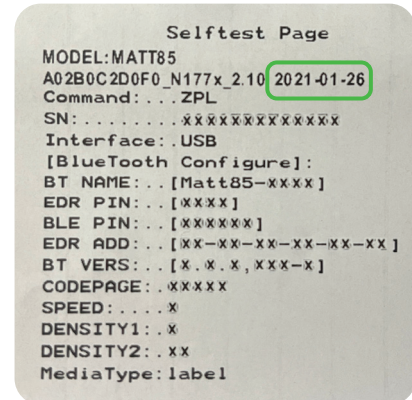 Selftest Page
MODEL:MATT85
A02B0C2D0F0_N177x_2.10 2021-01-26
Command:...ZPL
SN:........xxxxxxxxxxxxx
Interface:.USB
[BlueTooth Configure]:
BT NAME:..[Matt85-xxxx]
EDR PIN:..[xxxx]
BLE PIN:..[xxxxxx]
EDR ADD:..[xx-xx-xx-xx-xx-xx]
BT VERS:..[x.x.x,xxx-x]
CODEPAGE:.xxxxx
SPEED:....x
DENSITY1:.x
DENSITY2:.xx
MediaType:label